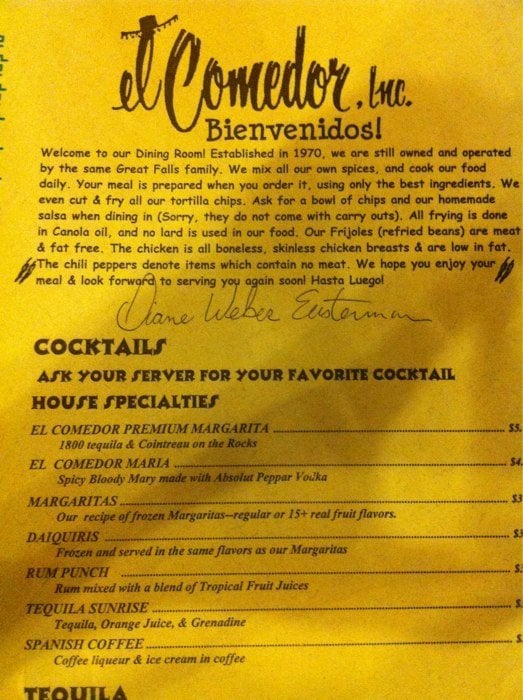 el Comedor, Inc.
Bienvenidos!
Welcome to our Dining Room! Established in 1970, we are still owned and operated
by the same Great Falls family. We mix all our own spices, and cook our food
daily. Your meal is prepared when you order it, using only the best ingredients. We
even cut & fry all our tortilla chips. Ask for a bowl of chips and our homemade
salsa when dining in (Sorry, they do not come with carry outs). All frying is done
in Canola oil, and no lard is used in our food. Our Frijoles (refried beans) are meat
& fat free. The chicken is all boneless, skinless chicken breasts & are low in fat.
The chili peppers denote items which contain no meat. We hope you enjoy your
meal & look forward to serving you again soon! Hasta Luego!
Diane Weber Eusterman
COCKTAILS
ASK YOUR SERVER FOR YOUR FAVORITE COCKTAIL
HOUSE SPECIALTIES
EL COMEDOR PREMIUM MARGARITA ........ $5.
1800 tequila & Cointreau on the Rocks
EL COMEDOR MARIA ........ $4.
Spicy Bloody Mary made with Absolut Peppar Vodka
MARGARITAS ........ $3
Our recipe of frozen Margaritas--regular or 15+ real fruit flavors.
DAIQUIRIS ........ $3
Frozen and served in the same flavors as our Margaritas
RUM PUNCH ........ $
Rum mixed with a blend of Tropical Fruit Juices
TEQUILA SUNRISE ........ $
Tequila, Orange Juice, & Grenadine
SPANISH COFFEE ........ $
Coffee liqueur & ice cream in coffee
TEQUILA